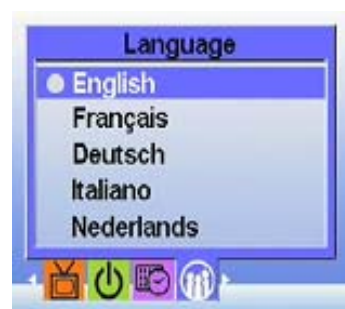 Language
English
Français
Deutsch
Italiano
Nederlands